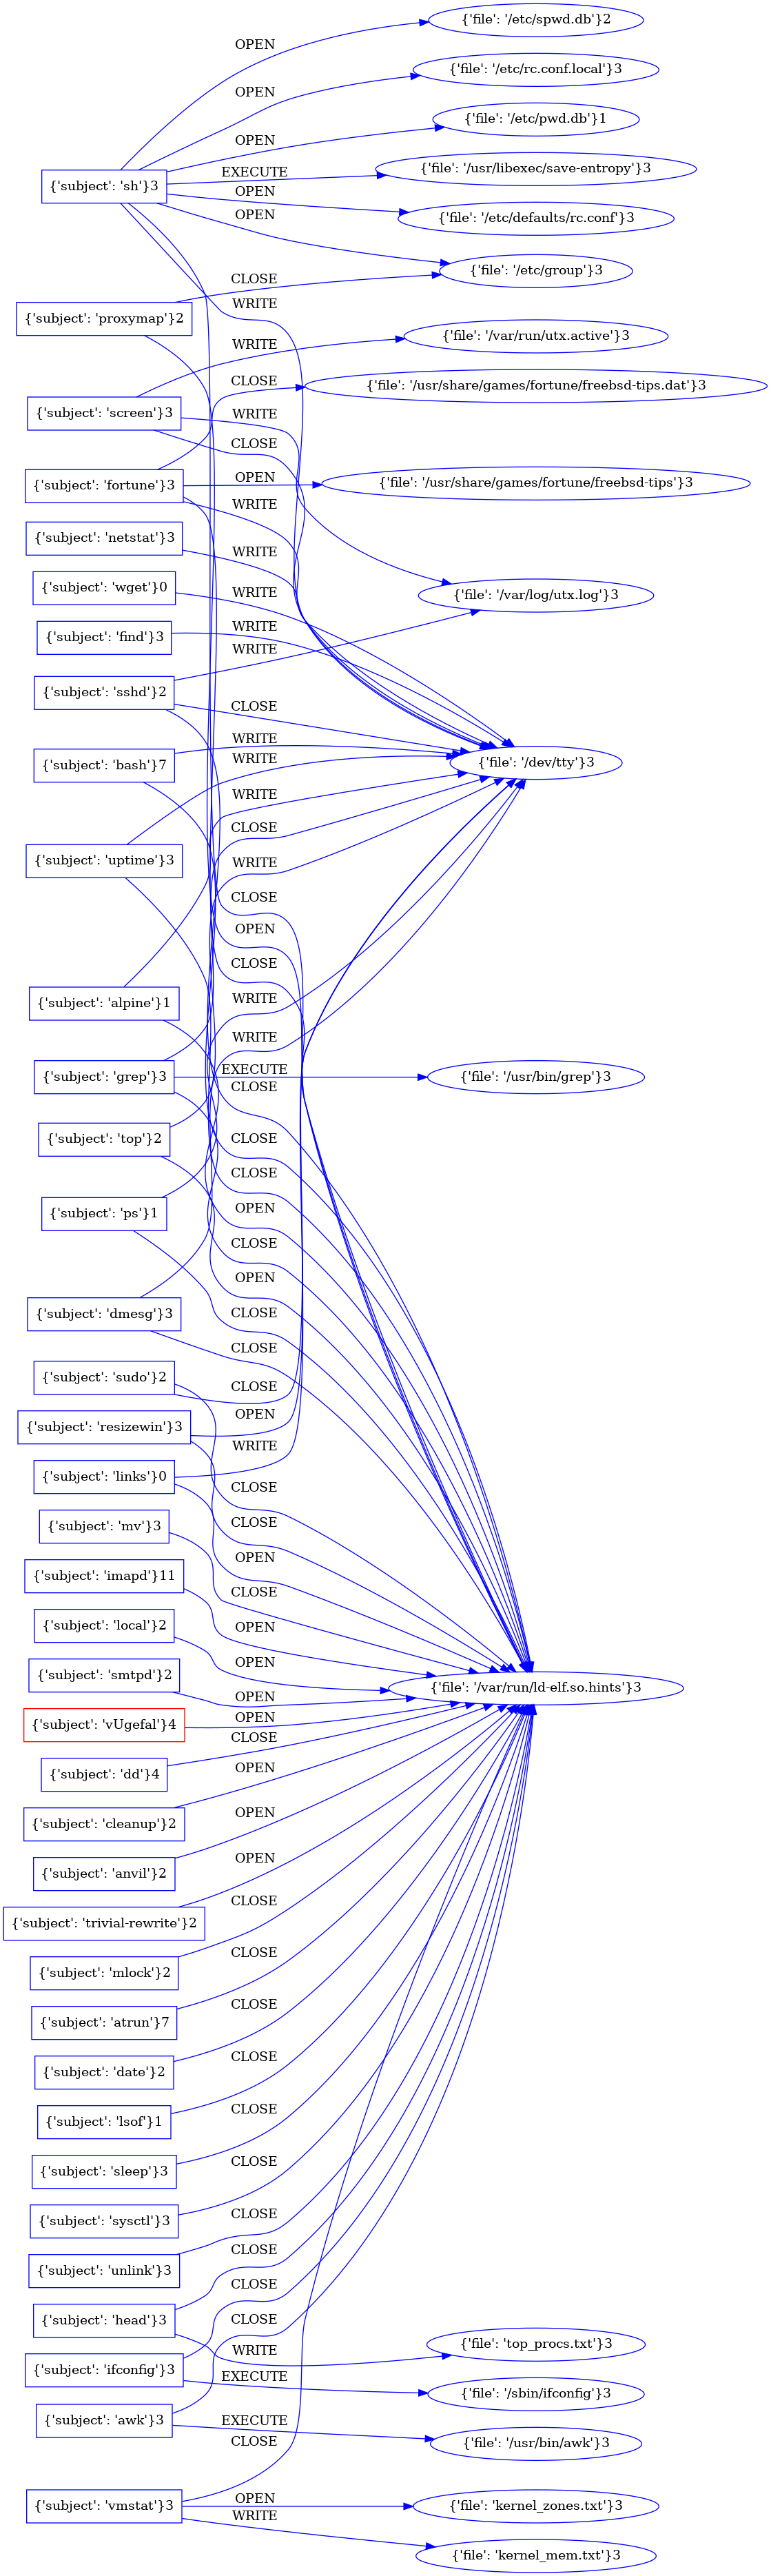 {'file': '/etc/spwd.db'}2
OPEN
{'file': '/etc/rc.conf.local'}3
OPEN
{'file': '/etc/pwd.db'}1
OPEN
{'subject': 'sh'}3
EXECUTE
{'file': '/usr/libexec/save-entropy'}3
OPEN
{'file': '/etc/defaults/rc.conf'}3
OPEN
{'file': '/etc/group'}3
CLOSE
WRITE
{'subject': 'proxymap'}2
{'file': '/var/run/utx.active'}3
WRITE
CLOSE
{'file': '/usr/share/games/fortune/freebsd-tips.dat'}3
{'subject': 'screen'}3
WRITE
CLOSE
{'subject': 'fortune'}3
OPEN
{'file': '/usr/share/games/fortune/freebsd-tips'}3
WRITE
{'subject': 'netstat'}3
WRITE
{'subject': 'wget'}0
WRITE
{'file': '/var/log/utx.log'}3
{'subject': 'find'}3
WRITE
WRITE
{'subject': 'sshd'}2
CLOSE
WRITE
{'subject': 'bash'}7
WRITE
{'file': '/dev/tty'}3
WRITE
CLOSE
{'subject': 'uptime'}3
WRITE
CLOSE
OPEN
CLOSE
{'subject': 'alpine'}1
WRITE
WRITE
{'subject': 'grep'}3
EXECUTE
{'file': '/usr/bin/grep'}3
CLOSE
{'subject': 'top'}2
CLOSE
CLOSE
{'subject': 'ps'}1
OPEN
CLOSE
OPEN
{'subject': 'dmesg'}3
CLOSE
CLOSE
{'subject': 'sudo'}2
CLOSE
{'subject': 'resizewin'}3
OPEN
WRITE
{'subject': 'links'}0
CLOSE
{'subject': 'mv'}3
CLOSE
OPEN
{'subject': 'imapd'}11
CLOSE
{'subject': 'local'}2
OPEN
OPEN
{'subject': 'smtpd'}2
{'file': '/var/run/ld-elf.so.hints'}3
OPEN
{'subject': 'vUgefal'}4
OPEN
CLOSE
{'subject': 'dd'}4
OPEN
{'subject': 'cleanup'}2
OPEN
{'subject': 'anvil'}2
OPEN
{'subject': 'trivial-rewrite'}2
CLOSE
{'subject': 'mlock'}2
CLOSE
{'subject': 'atrun'}7
CLOSE
{'subject': 'date'}2
CLOSE
{'subject': 'lsof'}1
CLOSE
{'subject': 'sleep'}3
CLOSE
{'subject': 'sysctl'}3
CLOSE
{'subject': 'unlink'}3
CLOSE
CLOSE
{'subject': 'head'}3
CLOSE
{'file': 'top_procs.txt'}3
WRITE
{'subject': 'ifconfig'}3
EXECUTE
{'file': '/sbin/ifconfig'}3
{'subject': 'awk'}3
EXECUTE
{'file': '/usr/bin/awk'}3
CLOSE
{'subject': 'vmstat'}3
OPEN
{'file': 'kernel_zones.txt'}3
WRITE
{'file': 'kernel_mem.txt'}3